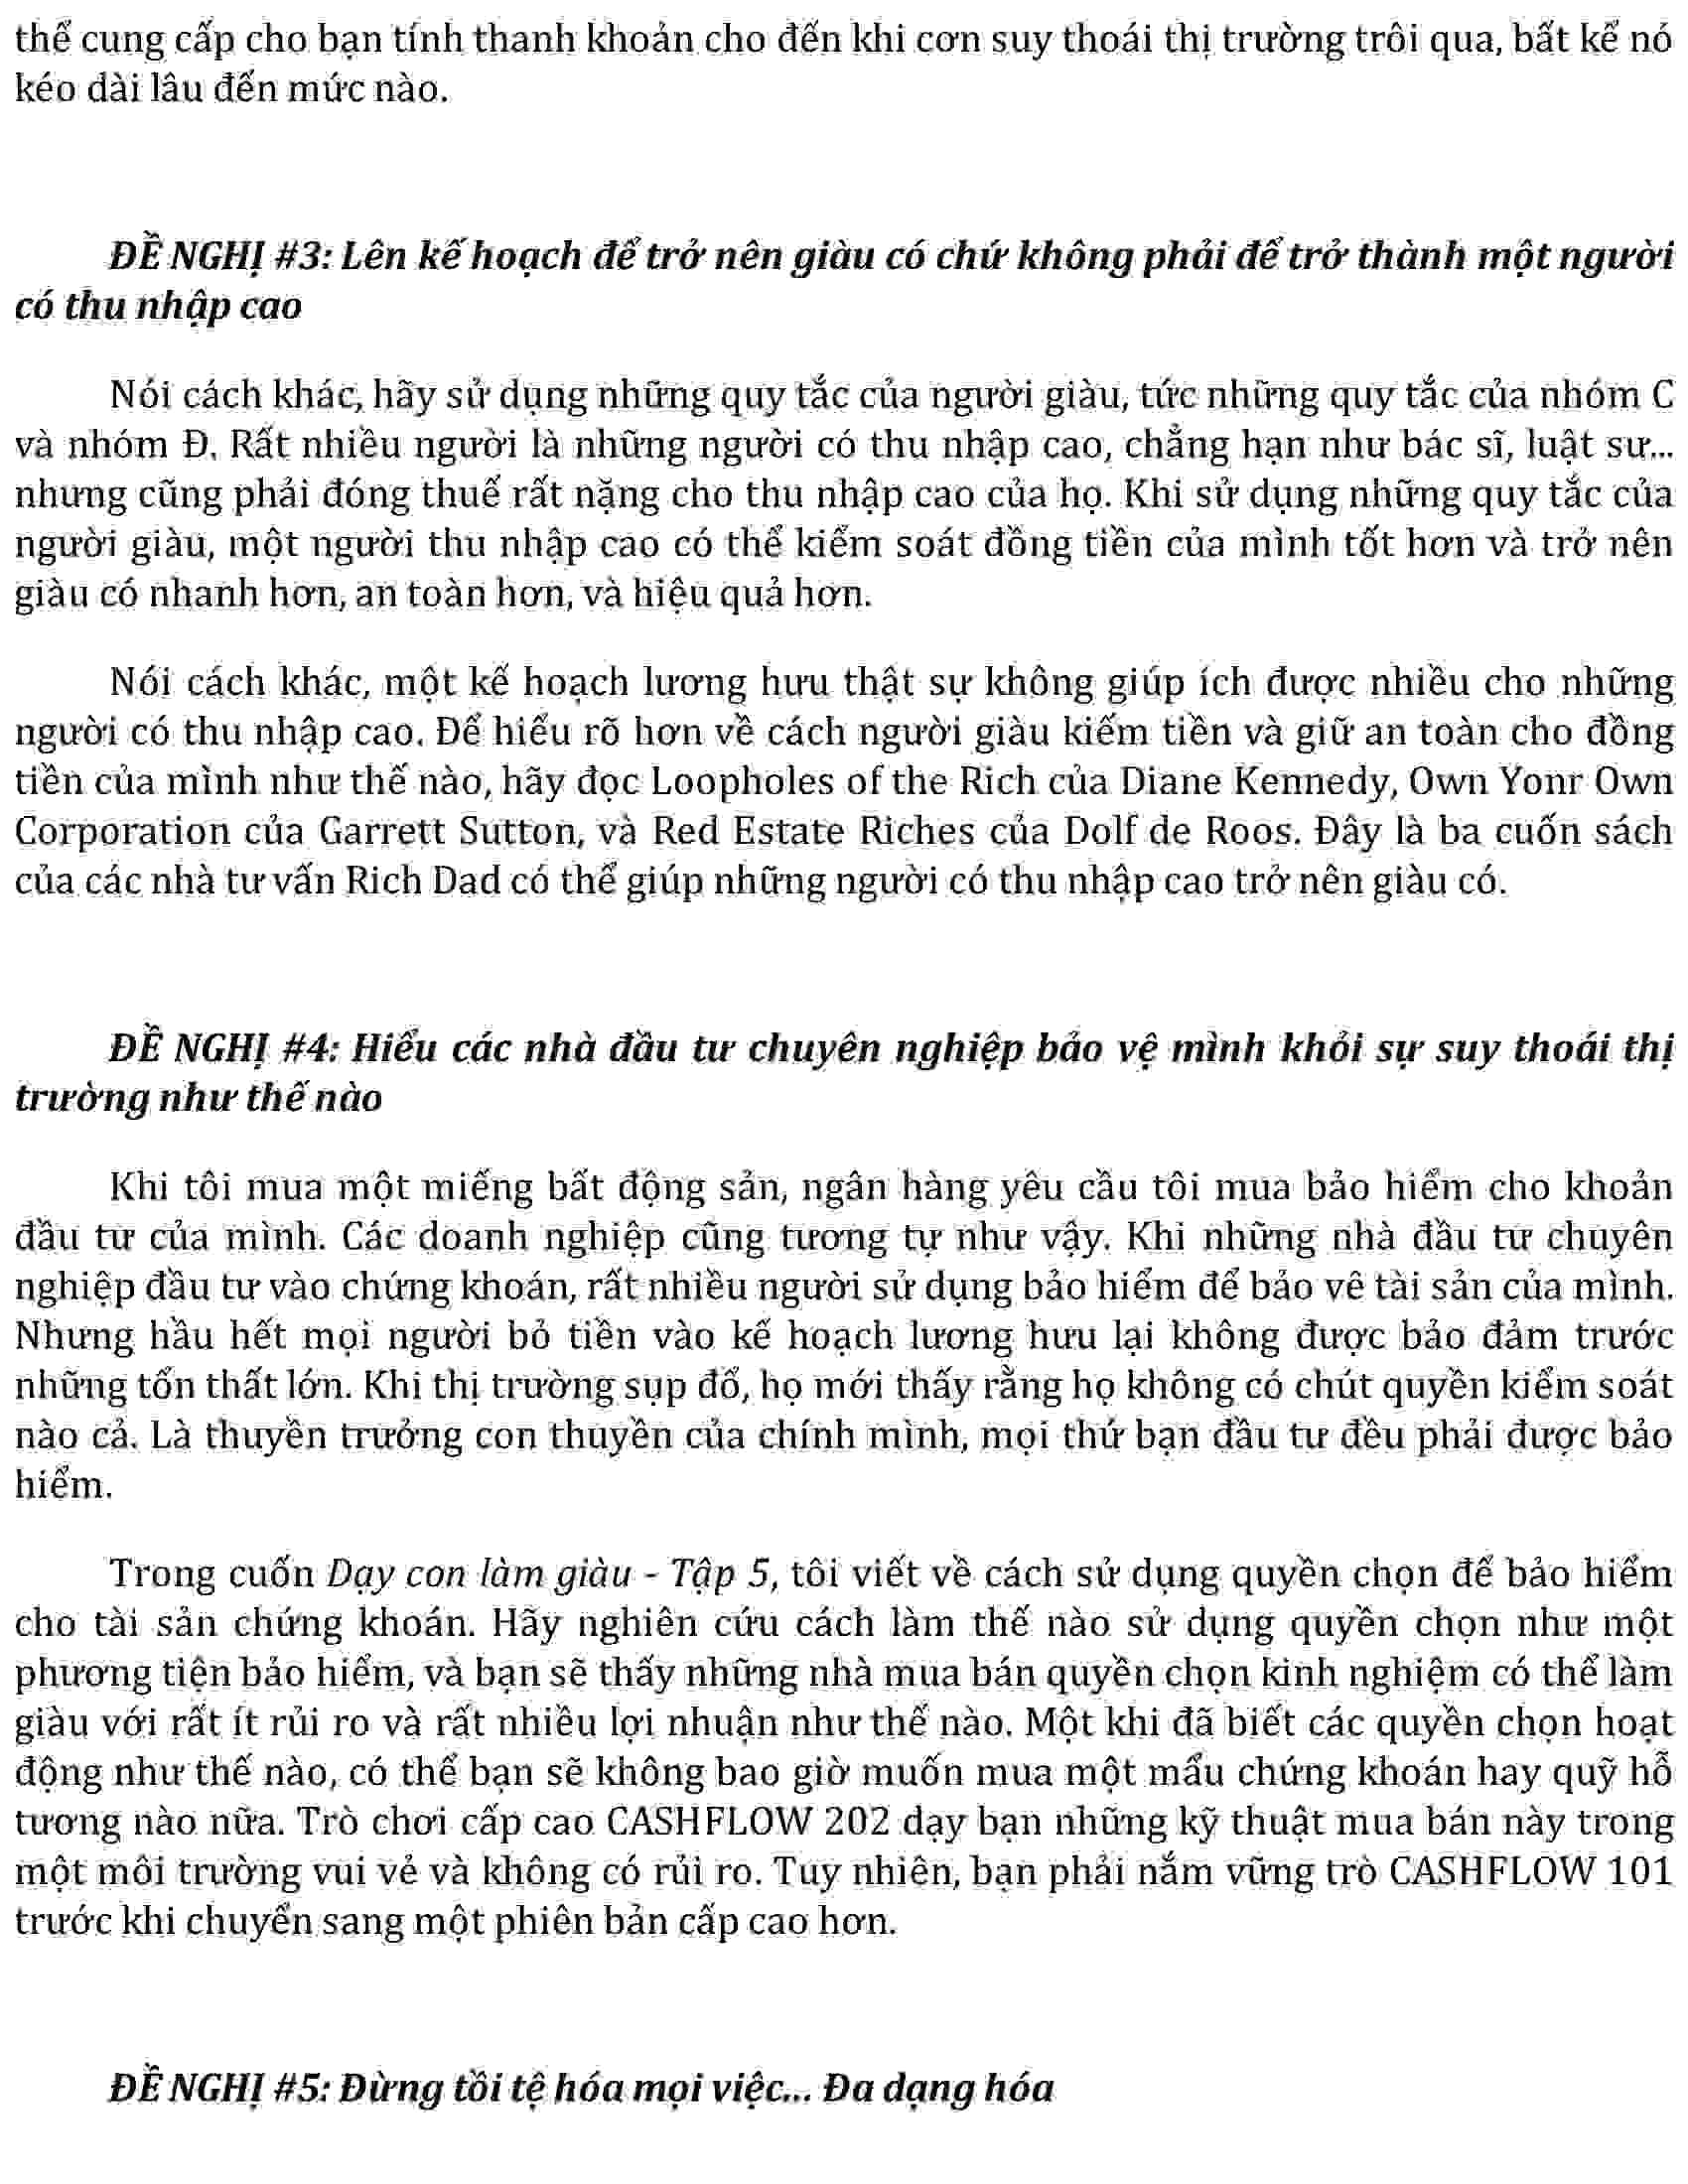 thể cung cấp cho bạn tính thanh khoản cho đến khi cơn suy thoái thị trường trôi qua, bất kể nó
kéo dài lâu đến mức nào.
ĐỀ NGHỊ #3: Lên kế hoạch để trở nên giàu có chứ không phải để trở thành một người
có thu nhập cao
Nói cách khác, hãy sử dụng những quy tắc của người giàu, tức những quy tắc của nhóm C
và nhóm Đ. Rất nhiều người là những người có thu nhập cao, chẳng hạn như bác sĩ, luật sư...
nhưng cũng phải đóng thuế rất nặng cho thu nhập cao của họ. Khi sử dụng những quy tắc của
người giàu, một người thu nhập cao có thể kiểm soát đồng tiền của mình tốt hơn và trở nên
giàu có nhanh hơn, an toàn hơn, và hiệu quả hơn.
Nói cách khác, một kế hoạch lương hưu thật sự không giúp ích được nhiều cho những
người có thu nhập cao. Để hiểu rõ hơn về cách người giàu kiếm tiền và giữ an toàn cho đồng
tiền của mình như thế nào, hãy đọc Loopholes of the Rich của Diane Kennedy, Own Yonr Own
Corporation của Garrett Sutton, và Red Estate Riches của Dolf de Roos. Đây là ba cuốn sách
của các nhà tư vấn Rich Dad có thể giúp những người có thu nhập cao trở nên giàu có.
ĐỀ NGHỊ #4: Hiểu các nhà đầu tư chuyên nghiệp bảo vệ mình khỏi sự suy thoái thị
trường như thế nào
Khi tôi mua một miếng bất động sản, ngân hàng yêu cầu tôi mua bảo hiểm cho khoản
đầu tư của mình. Các doanh nghiệp cũng tương tự như vậy. Khi những nhà đầu tư chuyên
nghiệp đầu tư vào chứng khoán, rất nhiều người sử dụng bảo hiểm để bảo vê tài sản của mình.
Nhưng hầu hết mọi người bỏ tiền vào kế hoạch lương hưu lại không được bảo đảm trước
những tổn thất lớn. Khi thị trường sụp đổ, họ mới thấy rằng họ không có chút quyền kiểm soát
nào cả. Là thuyền trưởng con thuyền của chính mình, mọi thứ bạn đầu tư đều phải được bảo
hiểm.
Trong cuốn Dạy con làm giàu - Tập 5, tôi viết về cách sử dụng quyền chọn để bảo hiểm
cho tài sản chứng khoán. Hãy nghiên cứu cách làm thế nào sử dụng quyền chọn như một
phương tiện bảo hiểm, và bạn sẽ thấy những nhà mua bán quyền chọn kinh nghiệm có thể làm
giàu với rất ít rủi ro và rất nhiều lợi nhuận như thế nào. Một khi đã biết các quyền chọn hoạt
động như thế nào, có thể bạn sẽ không bao giờ muốn mua một mẩu chứng khoán hay quỹ hỗ
tương nào nữa. Trò chơi cấp cao CASHFLOW 202 dạy bạn những kỹ thuật mua bán này trong
một môi trường vui vẻ và không có rủi ro. Tuy nhiên, bạn phải nắm vững trò CASHFLOW 101
trước khi chuyển sang một phiên bản cấp cao hơn.
ĐỀ NGHỊ #5: Đừng tồi tệ hóa mọi việc... Đa dạng hóa